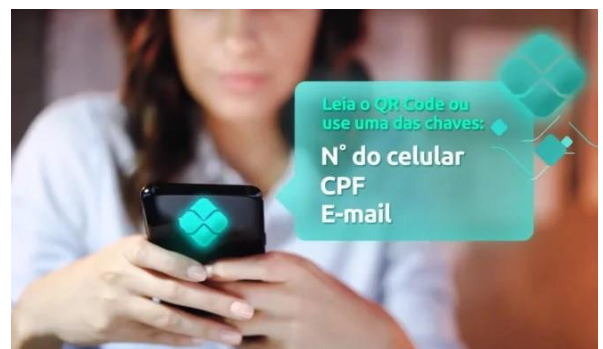 Leia o QR Code ou
use uma das chaves:
N° do celular
CPF
E-mail